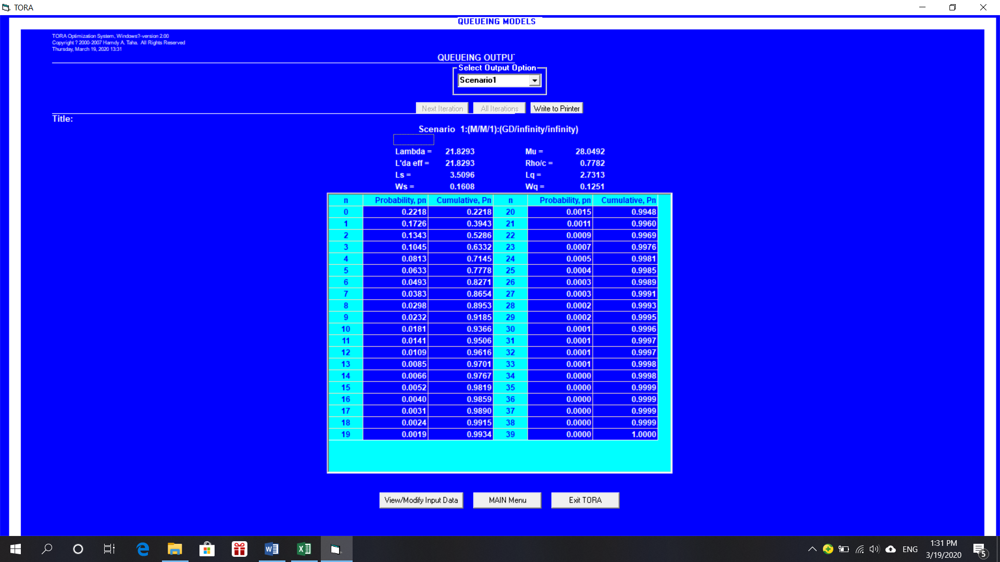 TORA
QUEUEING MODELS
TORA Optimization System, Windows?-version 2.00
Copyright ? 2000-2007 Hamdy A. Taha. All Rights Reserved
Thursday, March 19, 2020 13:31
QUEUEING OUTPU
Select Output Option
Scenario1
Next Iteration All Iterations Write to Printer
Title:
Scenario 1:(M/M/1):(GD/infinity/infinity)
Lambda = 21.8293 Mu = 28.0492
L'da eff = 21.8293 Rho/c = 0.7782
Ls = 3.5096 Lq = 2.7313
Ws = 0.1608 Wq = 0.1251
n Probability, pn Cumulative, Pn n Probability, pn Cumulative, Pn
0 0.2218 0.2218 20 0.0015 0.9948
1 0.1726 0.3943 21 0.0011 0.9960
2 0.1343 0.5286 22 0.0009 0.9969
3 0.1045 0.6332 23 0.0007 0.9976
4 0.0813 0.7145 24 0.0005 0.9981
5 0.0633 0.7778 25 0.0004 0.9985
6 0.0493 0.8271 26 0.0003 0.9989
7 0.0383 0.8654 27 0.0003 0.9991
8 0.0298 0.8953 28 0.0002 0.9993
9 0.0232 0.9185 29 0.0002 0.9995
10 0.0181 0.9366 30 0.0001 0.9996
11 0.0141 0.9506 31 0.0001 0.9997
12 0.0109 0.9616 32 0.0001 0.9997
13 0.0085 0.9701 33 0.0001 0.9998
14 0.0066 0.9767 34 0.0000 0.9998
15 0.0052 0.9819 35 0.0000 0.9999
16 0.0040 0.9859 36 0.0000 0.9999
17 0.0031 0.9890 37 0.0000 0.9999
18 0.0024 0.9915 38 0.0000 0.9999
19 0.0019 0.9934 39 0.0000 1.0000
View/Modify Input Data MAIN Menu Exit TORA
ENG
1:31 PM
3/19/2020
5